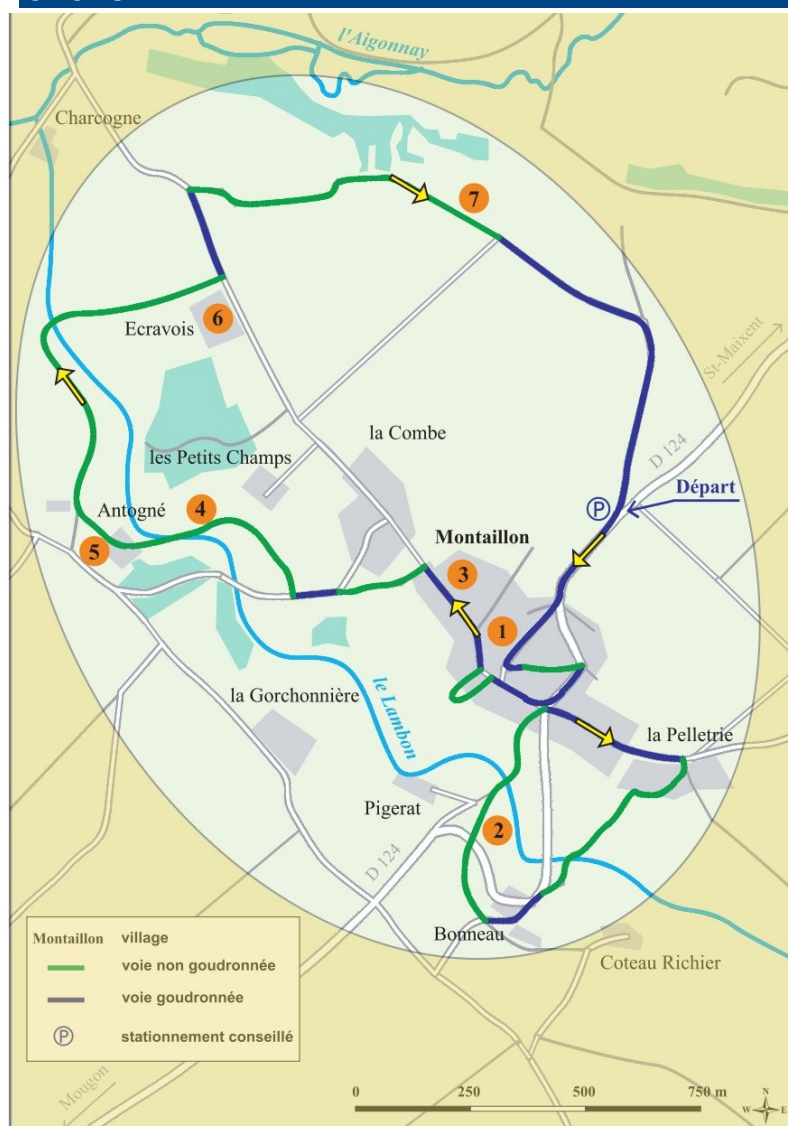 l'Aigonnay
Charcogne
7
6
Ecravois
St-Maixent
la Combe
D 124
les Petits Champs
P
Départ
Antogné
4
Montaillon
5
3
1
la Gorchonnière
le Lambon
la Pelletrie
Pigerat
2
D 124
Bonneau
Coteau Richier
Montaillon village
voie non goudronnée
voie goudronnée
P stationnement conseillé
Mougon
0 250 500 750 m
N
W E
S